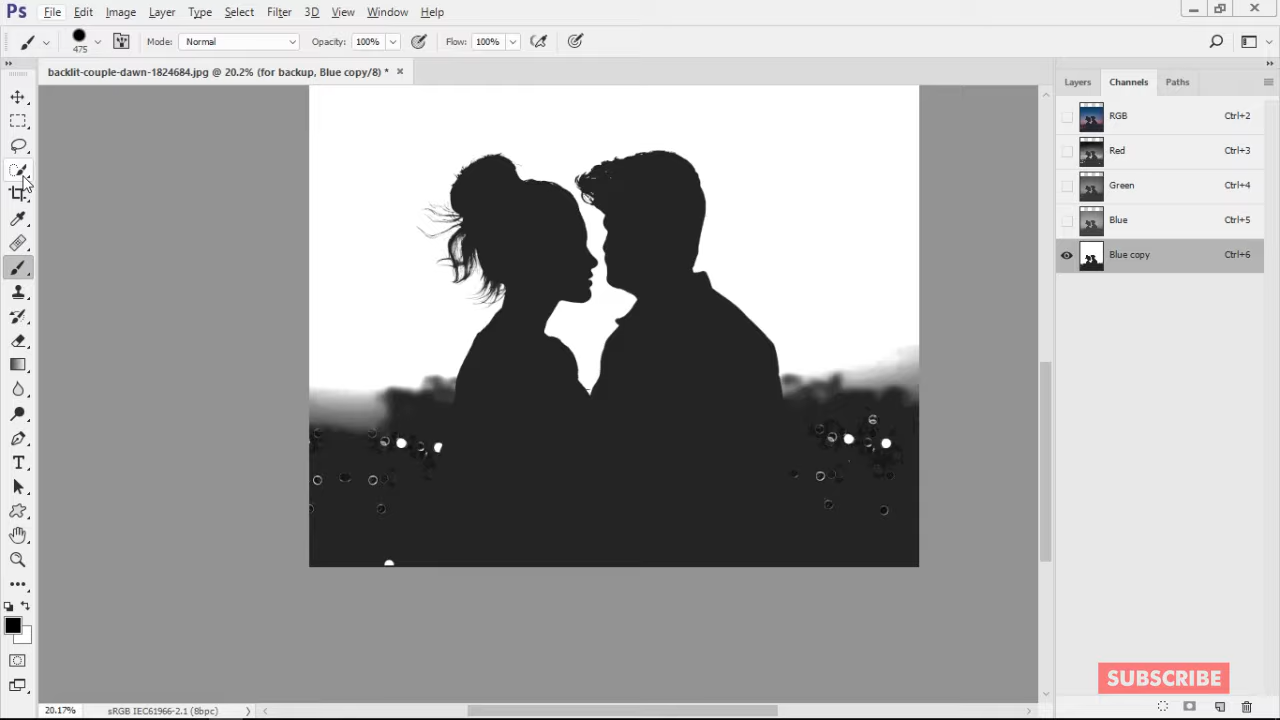 Ps File Edit Image Layer Type Select Filter 3D View Window Help
475 Mode: Normal Opacity: 100% Flow: 100%
backlit-couple-dawn-1824684.jpg @ 20.2% (for backup, Blue copy/8) *
Layers Channels Paths
RGB Ctrl+2
Red Ctrl+3
Green Ctrl+4
Blue Ctrl+5
Blue copy Ctrl+6
T
SUBSCRIBE
20.17% sRGB IEC61966-2.1 (8bpc)